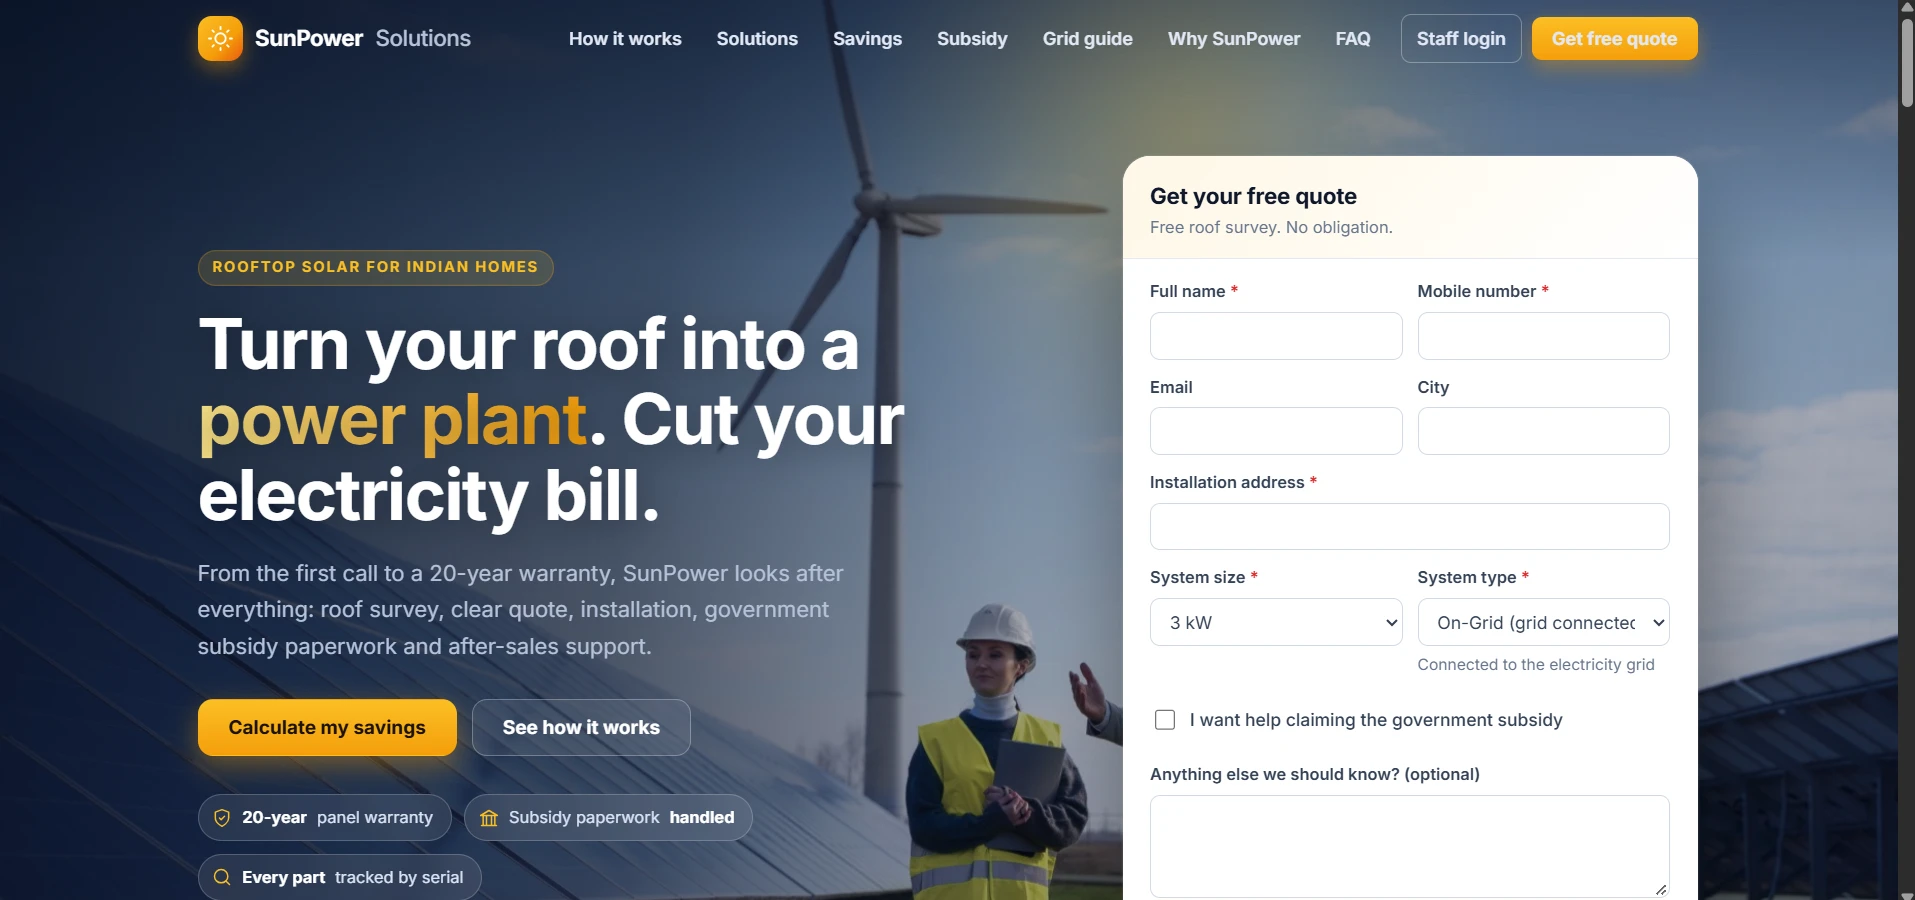 SunPower Solutions
How it works
Solutions
Savings
Subsidy
Grid guide
Why SunPower
FAQ
Staff login
Get free quote
ROOFTOP SOLAR FOR INDIAN HOMES
Turn your roof into a
power plant. Cut your
electricity bill.
From the first call to a 20-year warranty, SunPower looks after
everything: roof survey, clear quote, installation, government
subsidy paperwork and after-sales support.
Calculate my savings
See how it works
20-year panel warranty
Subsidy paperwork handled
Every part tracked by serial
Get your free quote
Free roof survey. No obligation.
Full name *
Mobile number *
Email
City
Installation address *
System size *
System type *
3 kW
On-Grid (grid connected
Connected to the electricity grid
I want help claiming the government subsidy
Anything else we should know? (optional)